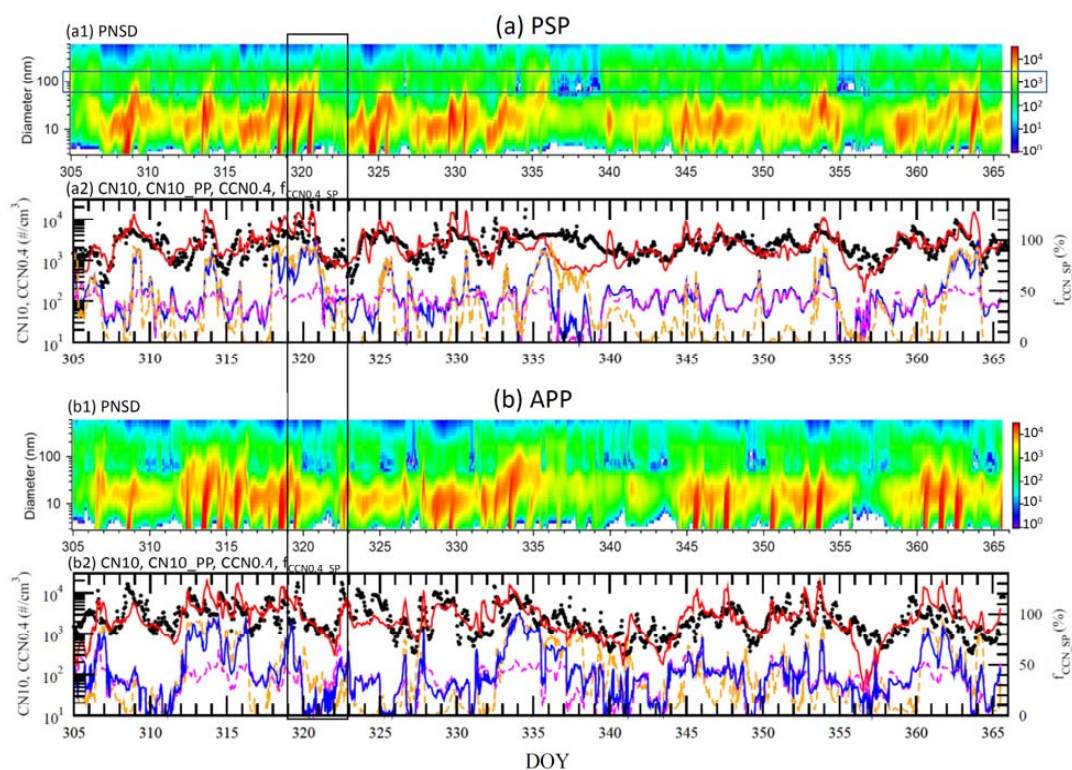 (a) PSP
(a1) PNSD
Diameter (nm)
100
10
10⁴
10³
10²
10¹
10⁰
305 310 315 320 325 330 335 340 345 350 355 360 365
(a2) CN10, CN10_PP, CCN0.4, f_CCN0.4_SP
CN10, CCN0.4 (#/cm³)
10⁴
10³
10²
10¹
100
50
0
f_CCN_SP (%)
305 310 315 320 325 330 335 340 345 350 355 360 365
(b) APP
(b1) PNSD
Diameter (nm)
100
10
10⁴
10³
10²
10¹
10⁰
305 310 315 320 325 330 335 340 345 350 355 360 365
(b2) CN10, CN10_PP, CCN0.4, f_CCN0.4_SP
CN10, CCN0.4 (#/cm³)
10⁴
10³
10²
10¹
100
50
0
f_CCN_SP (%)
305 310 315 320 325 330 335 340 345 350 355 360 365
DOY